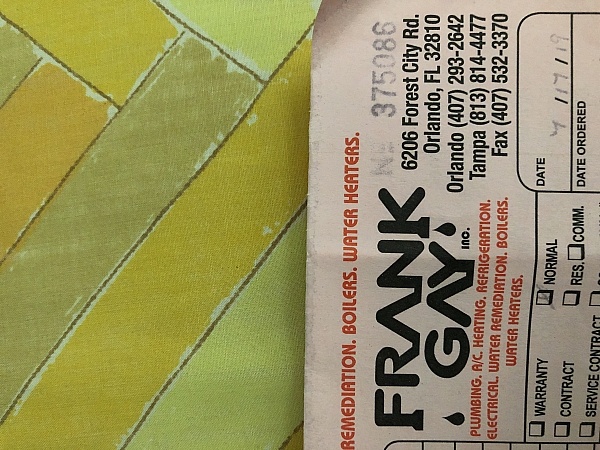 REMEDIATION. BOILERS. WATER HEATERS.
FRANK
GAY inc.
PLUMBING. A/C. HEATING. REFRIGERATION.
ELECTRICAL. WATER REMEDIATION. BOILERS.
WATER HEATERS.
№ 375086
6206 Forest City Rd.
Orlando, FL 32810
Orlando (407) 293-2642
Tampa (813) 814-4477
Fax (407) 532-3370
DATE
DATE ORDERED
WARRANTY NORMAL
CONTRACT RES. COMM.
SERVICE CONTRACT